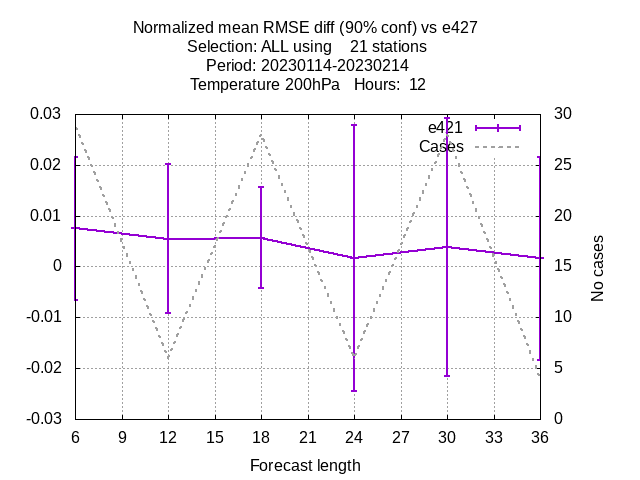 Normalized mean RMSE diff (90% conf) vs e427
Selection: ALL using    21 stations
Period: 20230114-20230214
Temperature 200hPa   Hours:  12
0.03
0.02
0.01
0
-0.01
-0.02
-0.03
30
25
20
15
10
5
0
e421
Cases
No cases
6 9 12 15 18 21 24 27 30 33 36
Forecast length